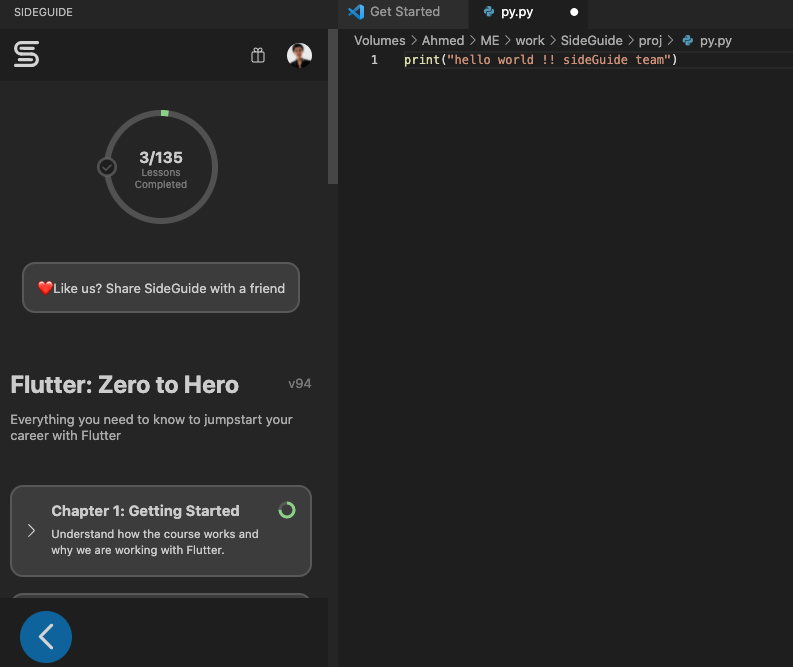 SIDEGUIDE
3/135
Lessons
Completed
❤️Like us? Share SideGuide with a friend
Flutter: Zero to Hero
v94
Everything you need to know to jumpstart your
career with Flutter
Chapter 1: Getting Started
Understand how the course works and
why we are working with Flutter.
Get Started
py.py
Volumes > Ahmed > ME > work > SideGuide > proj > py.py
1 print("hello world !! sideGuide team")